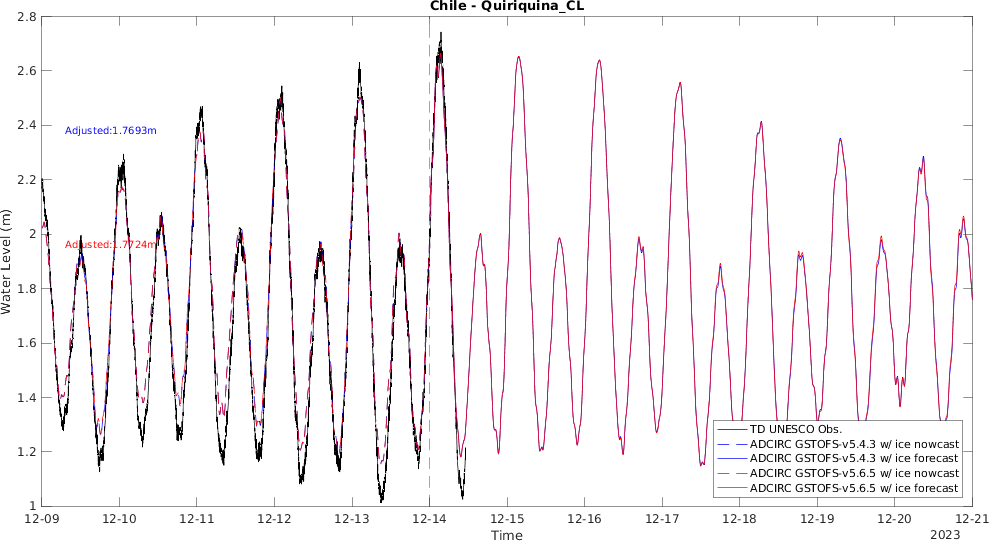 Chile - Quiriquina_CL
2.8
2.6
2.4
2.2
2
1.8
1.6
1.4
1.2
1
Water Level (m)
Adjusted:1.7693m
Adjusted:1.7724m
TD UNESCO Obs.
ADCIRC GSTOFS-v5.4.3 w/ ice nowcast
ADCIRC GSTOFS-v5.4.3 w/ ice forecast
ADCIRC GSTOFS-v5.6.5 w/ ice nowcast
ADCIRC GSTOFS-v5.6.5 w/ ice forecast
12-09 12-10 12-11 12-12 12-13 12-14 12-15 12-16 12-17 12-18 12-19 12-20 12-21
Time
2023